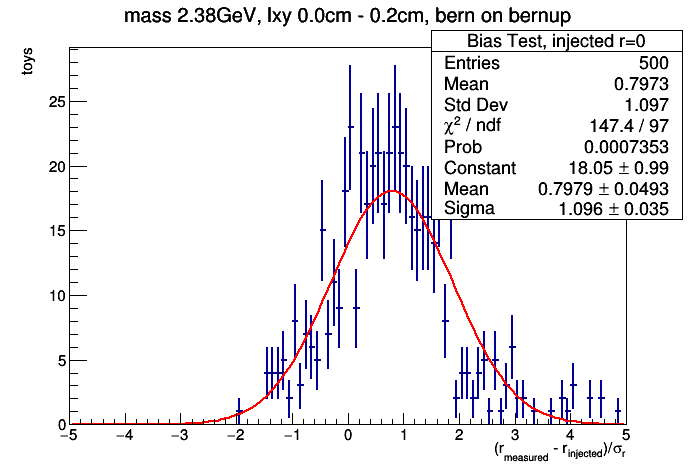 mass 2.38GeV, lxy 0.0cm - 0.2cm, bern on bernup
toys
Bias Test, injected r=0
Entries 500
Mean 0.7973
Std Dev 1.097
χ² / ndf 147.4 / 97
Prob 0.0007353
Constant 18.05 ± 0.99
Mean 0.7979 ± 0.0493
Sigma 1.096 ± 0.035
25
20
15
10
5
0
−5 −4 −3 −2 −1 0 1 2 3 4 5
(r_measured - r_injected)/σ_r